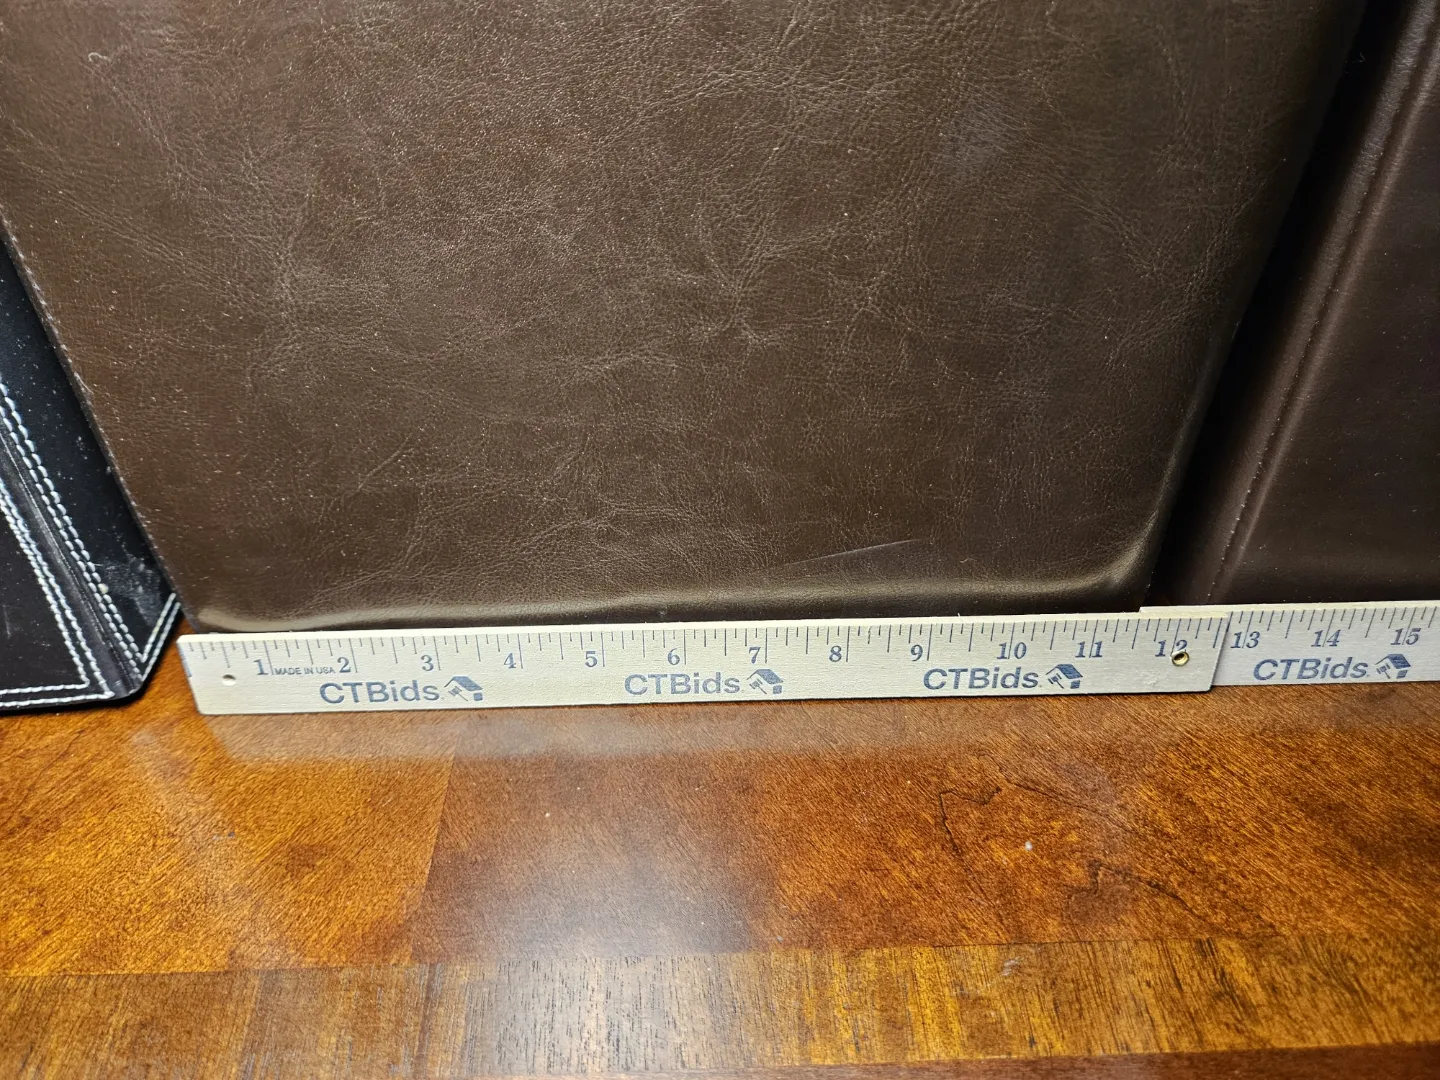 1 MADE IN USA 2 3 4 5 6 7 8 9 10 11 12 13 14 15
CTBids. CTBids. CTBids. CTBids.